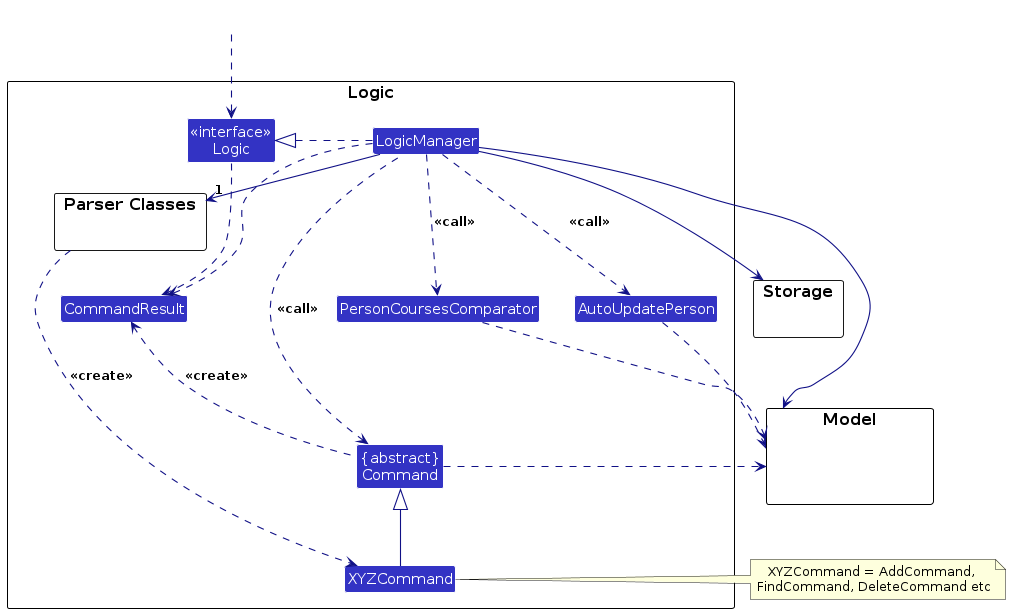 Logic
«interface»
Logic
LogicManager
1
Parser Classes
«call»
«call»
Storage
CommandResult
«call»
PersonCoursesComparator
AutoUpdatePerson
«create»
«create»
Model
{abstract}
Command
XYZCommand
XYZCommand = AddCommand,
FindCommand, DeleteCommand etc